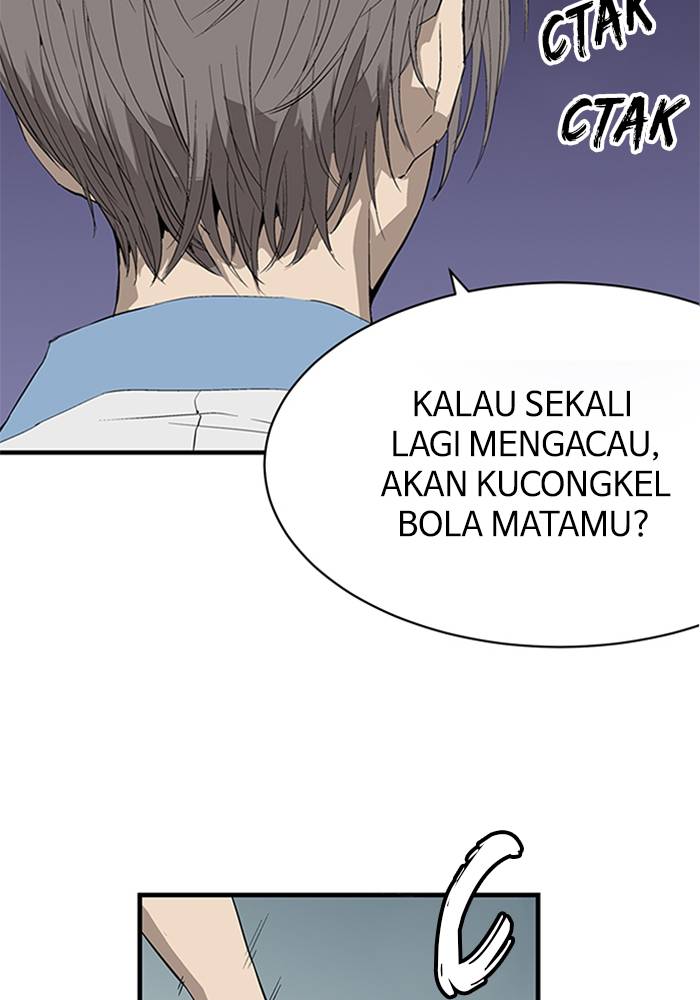 CTAK
CTAK
KALAU SEKALI
LAGI MENGACAU,
AKAN KUCONGKEL
BOLA MATAMU?